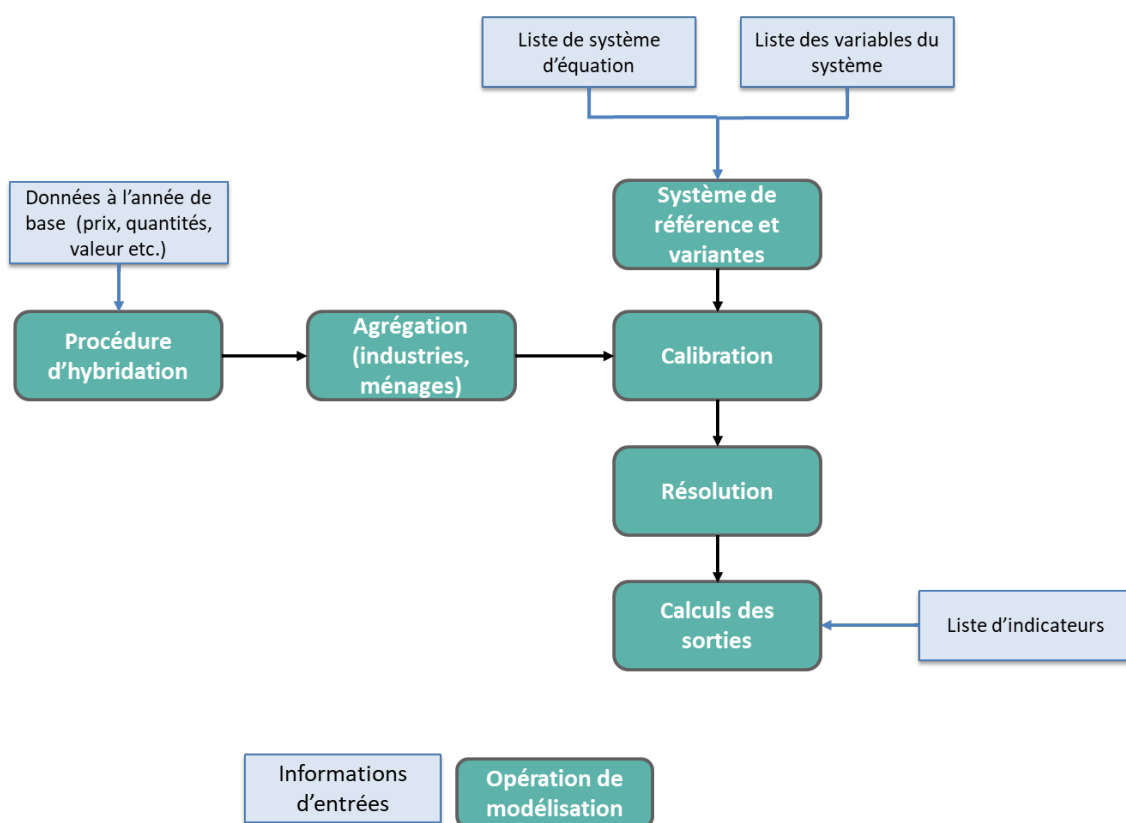 Liste de système
d’équation
Liste des variables du
système
Données à l’année de
base (prix, quantités,
valeur etc.)
Système de
référence et
variantes
Procédure
d’hybridation
Agrégation
(industries,
ménages)
Calibration
Résolution
Calculs des
sorties
Liste d’indicateurs
Informations
d’entrées
Opération de
modélisation